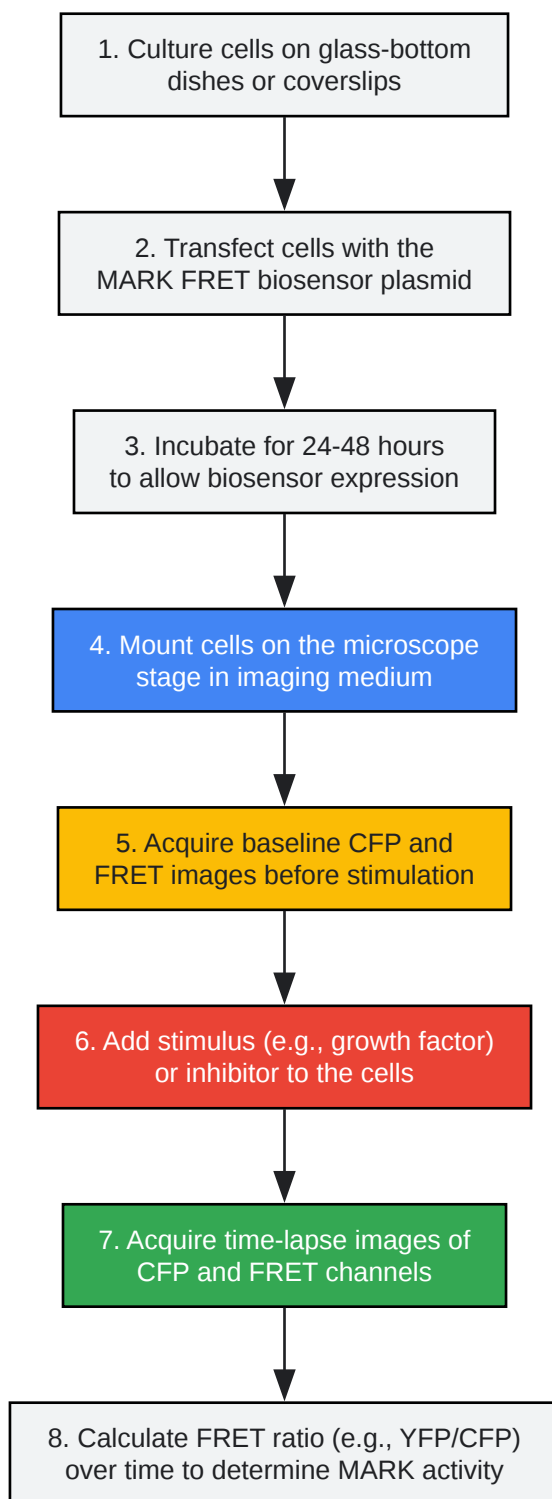 1. Culture cells on glass-bottom
dishes or coverslips
2. Transfect cells with the
MARK FRET biosensor plasmid
3. Incubate for 24-48 hours
to allow biosensor expression
4. Mount cells on the microscope
stage in imaging medium
5. Acquire baseline CFP and
FRET images before stimulation
6. Add stimulus (e.g., growth factor)
or inhibitor to the cells
7. Acquire time-lapse images of
CFP and FRET channels
8. Calculate FRET ratio (e.g., YFP/CFP)
over time to determine MARK activity